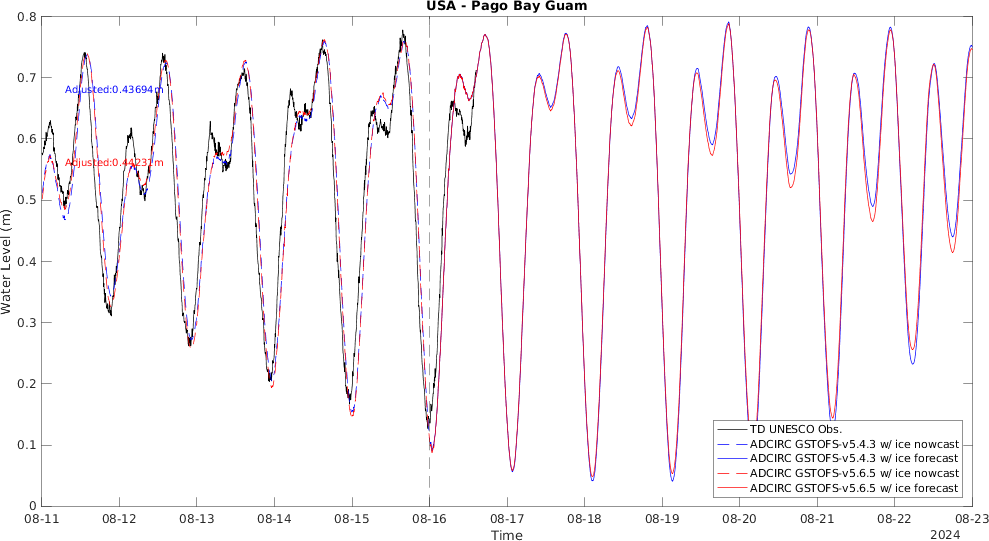 USA - Pago Bay Guam
0.8
0.7
0.6
0.5
0.4
0.3
0.2
0.1
0
Water Level (m)
Adjusted:0.43694m
Adjusted:0.44231m
TD UNESCO Obs.
ADCIRC GSTOFS-v5.4.3 w/ ice nowcast
ADCIRC GSTOFS-v5.4.3 w/ ice forecast
ADCIRC GSTOFS-v5.6.5 w/ ice nowcast
ADCIRC GSTOFS-v5.6.5 w/ ice forecast
08-11 08-12 08-13 08-14 08-15 08-16 08-17 08-18 08-19 08-20 08-21 08-22 08-23
Time
2024